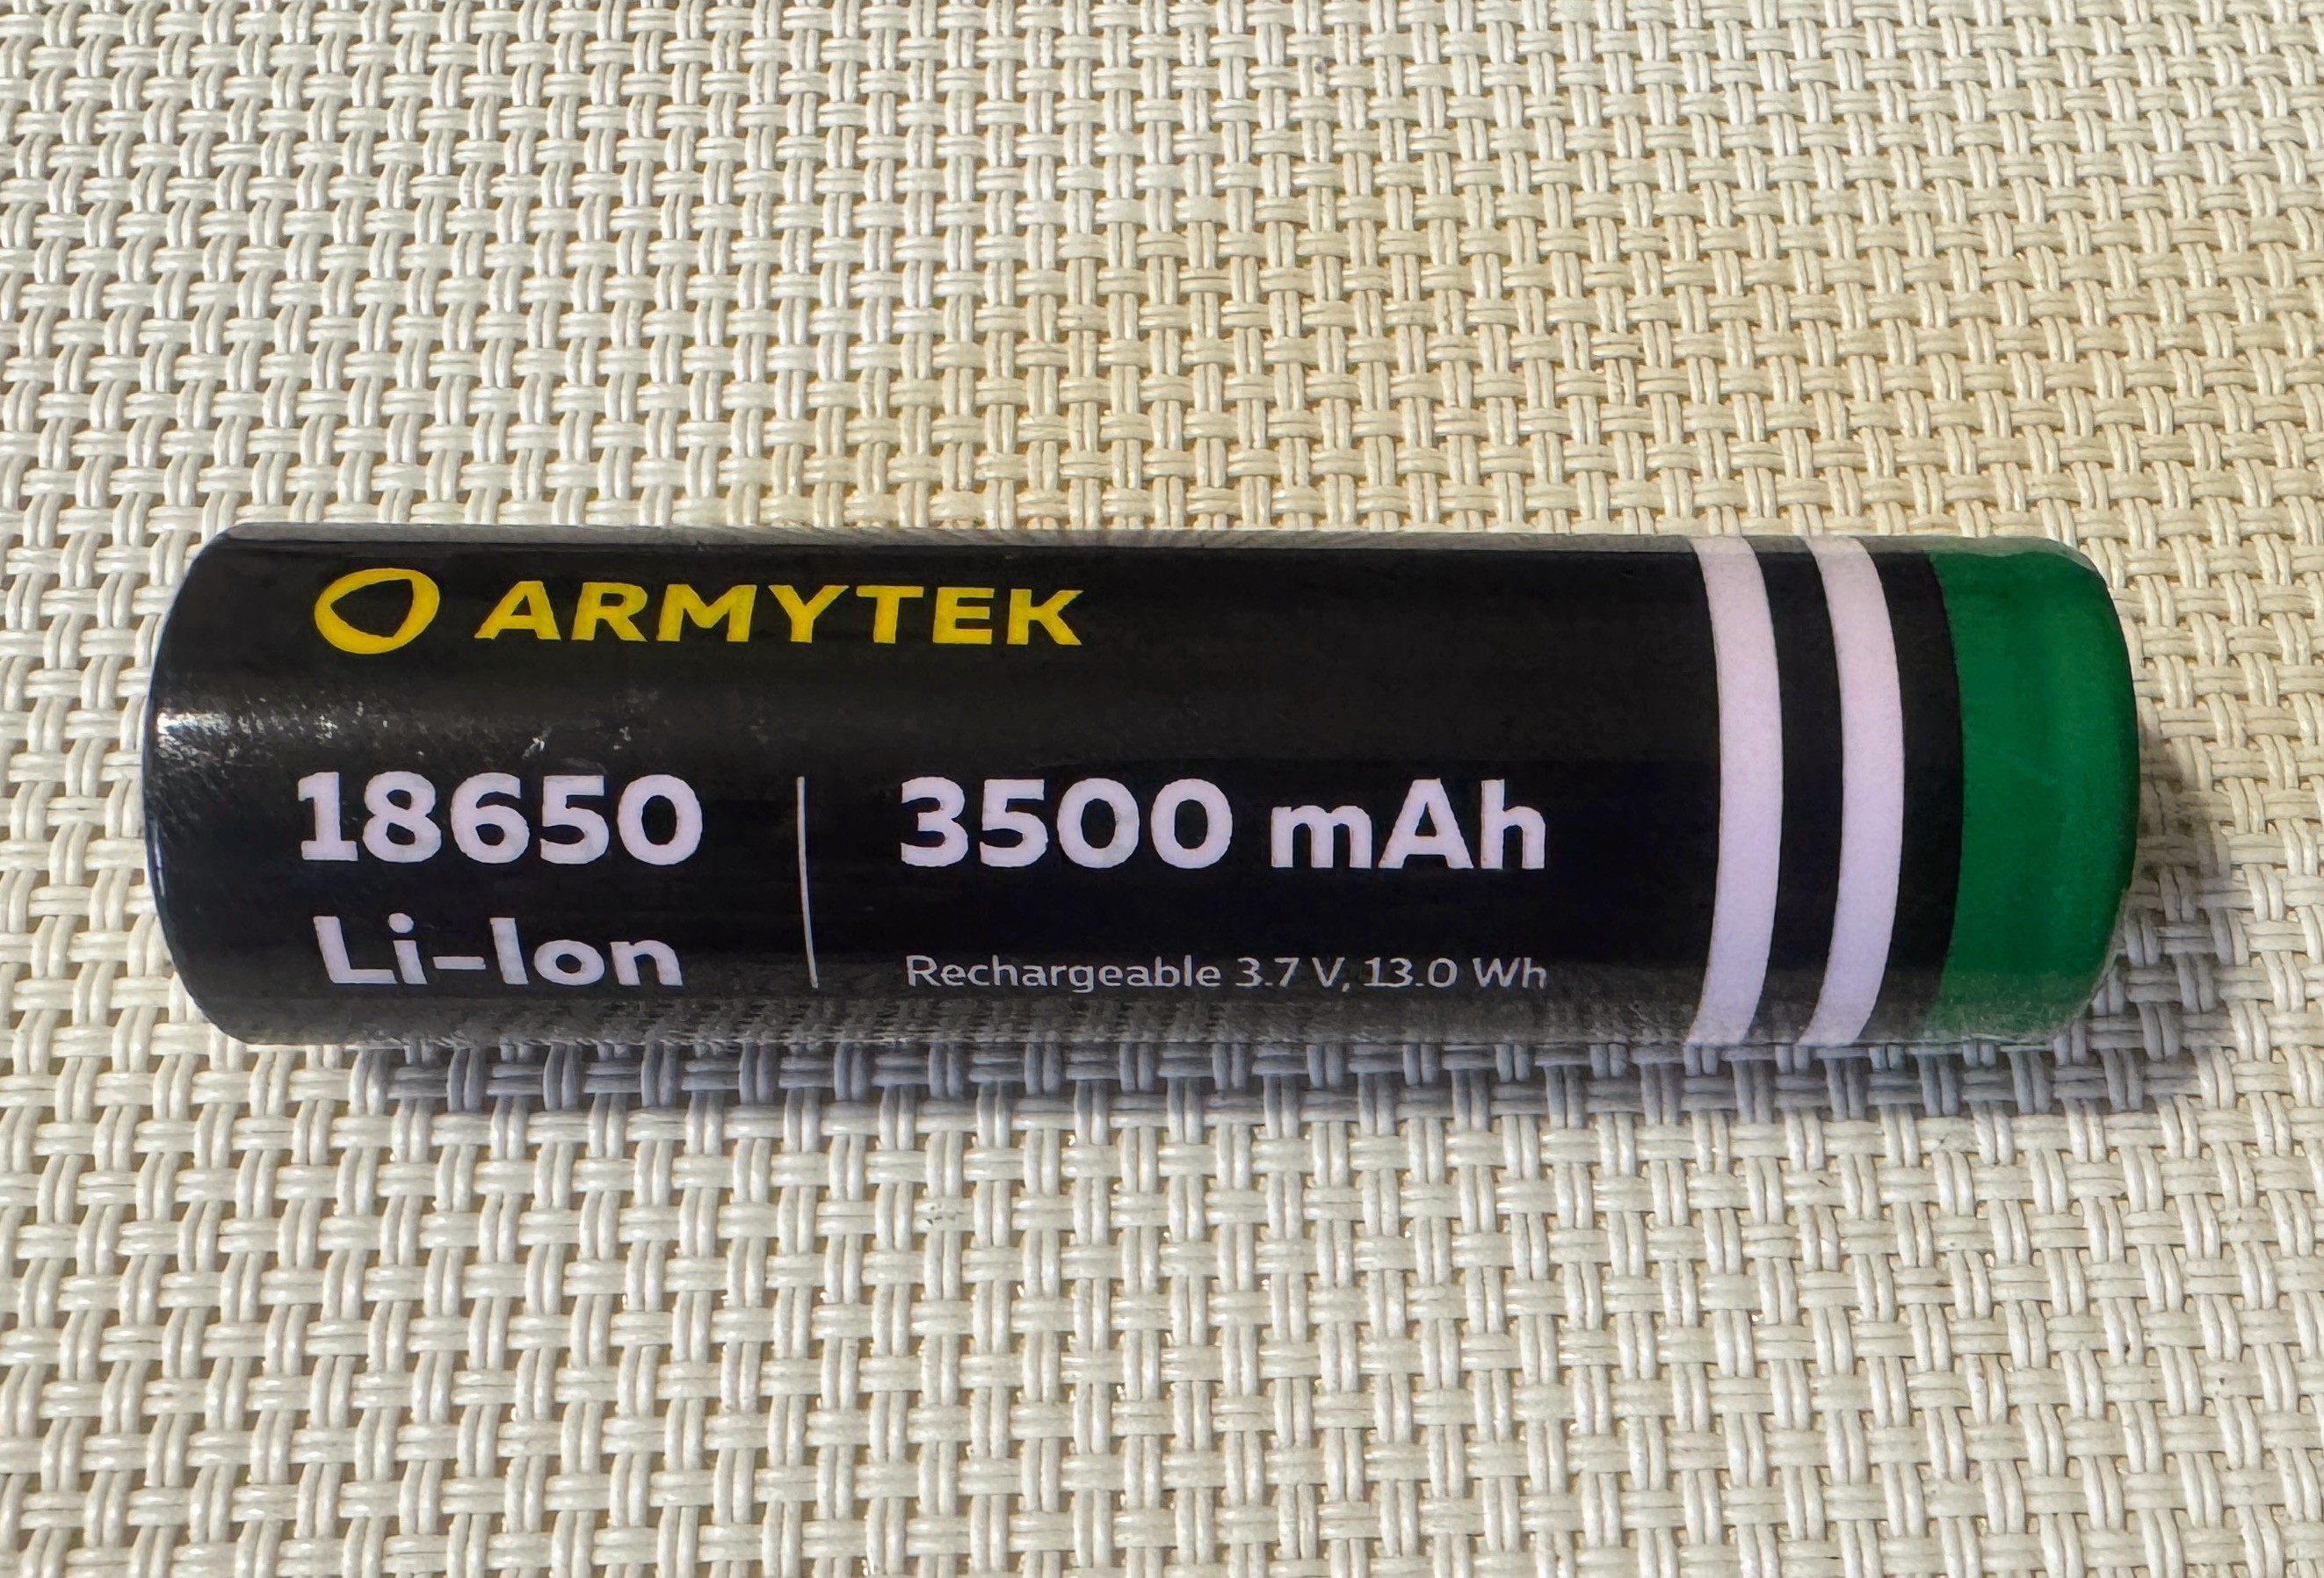 ARMYTEK
18650
Li-Ion
3500 mAh
Rechargeable 3.7 V, 13.0 Wh